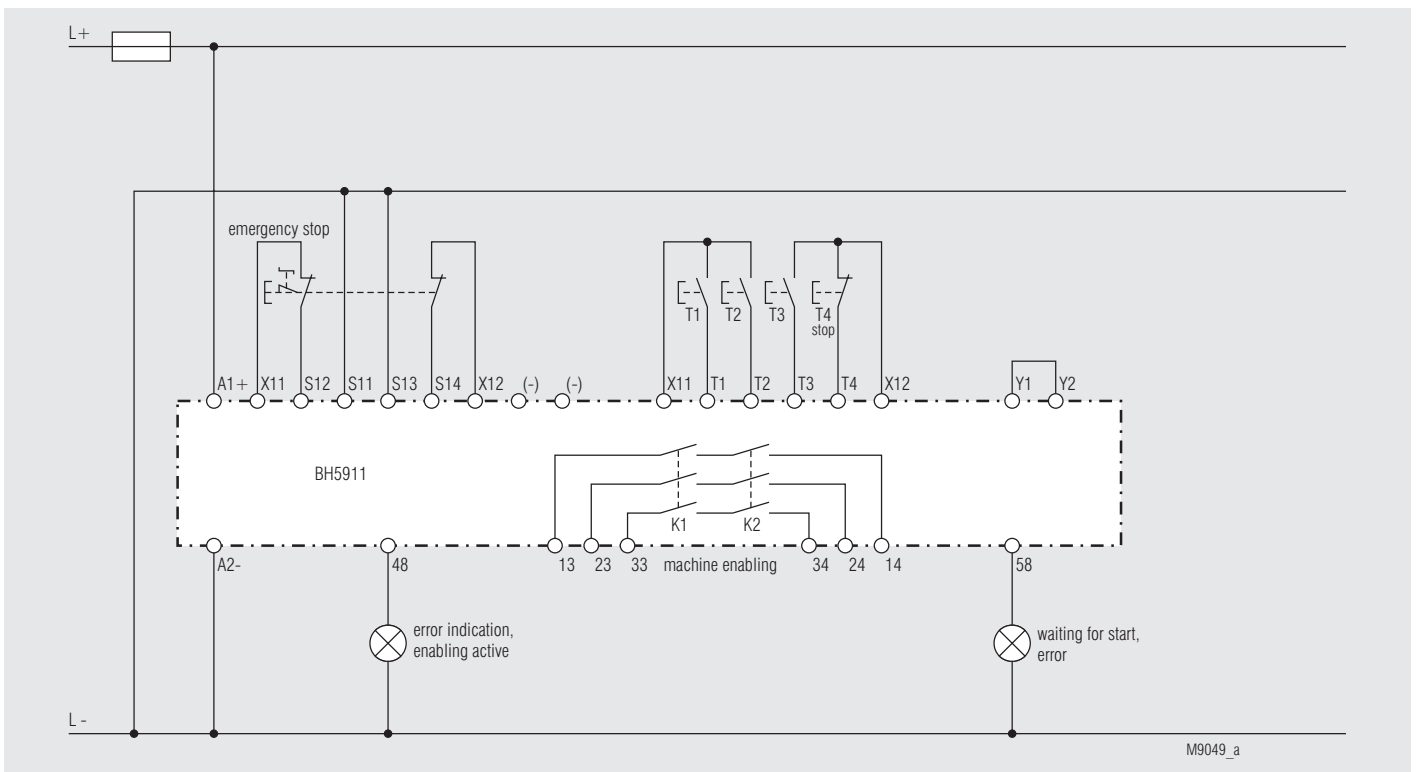 L+
emergency stop
T1 T2 T3 T4
stop
A1+ X11 S12 S11 S13 S14 X12 (-) (-) X11 T1 T2 T3 T4 X12 Y1 Y2
BH5911
K1 K2
A2- 48 13 23 33 machine enabling 34 24 14 58
error indication,
enabling active
waiting for start,
error
L -
M9049_a